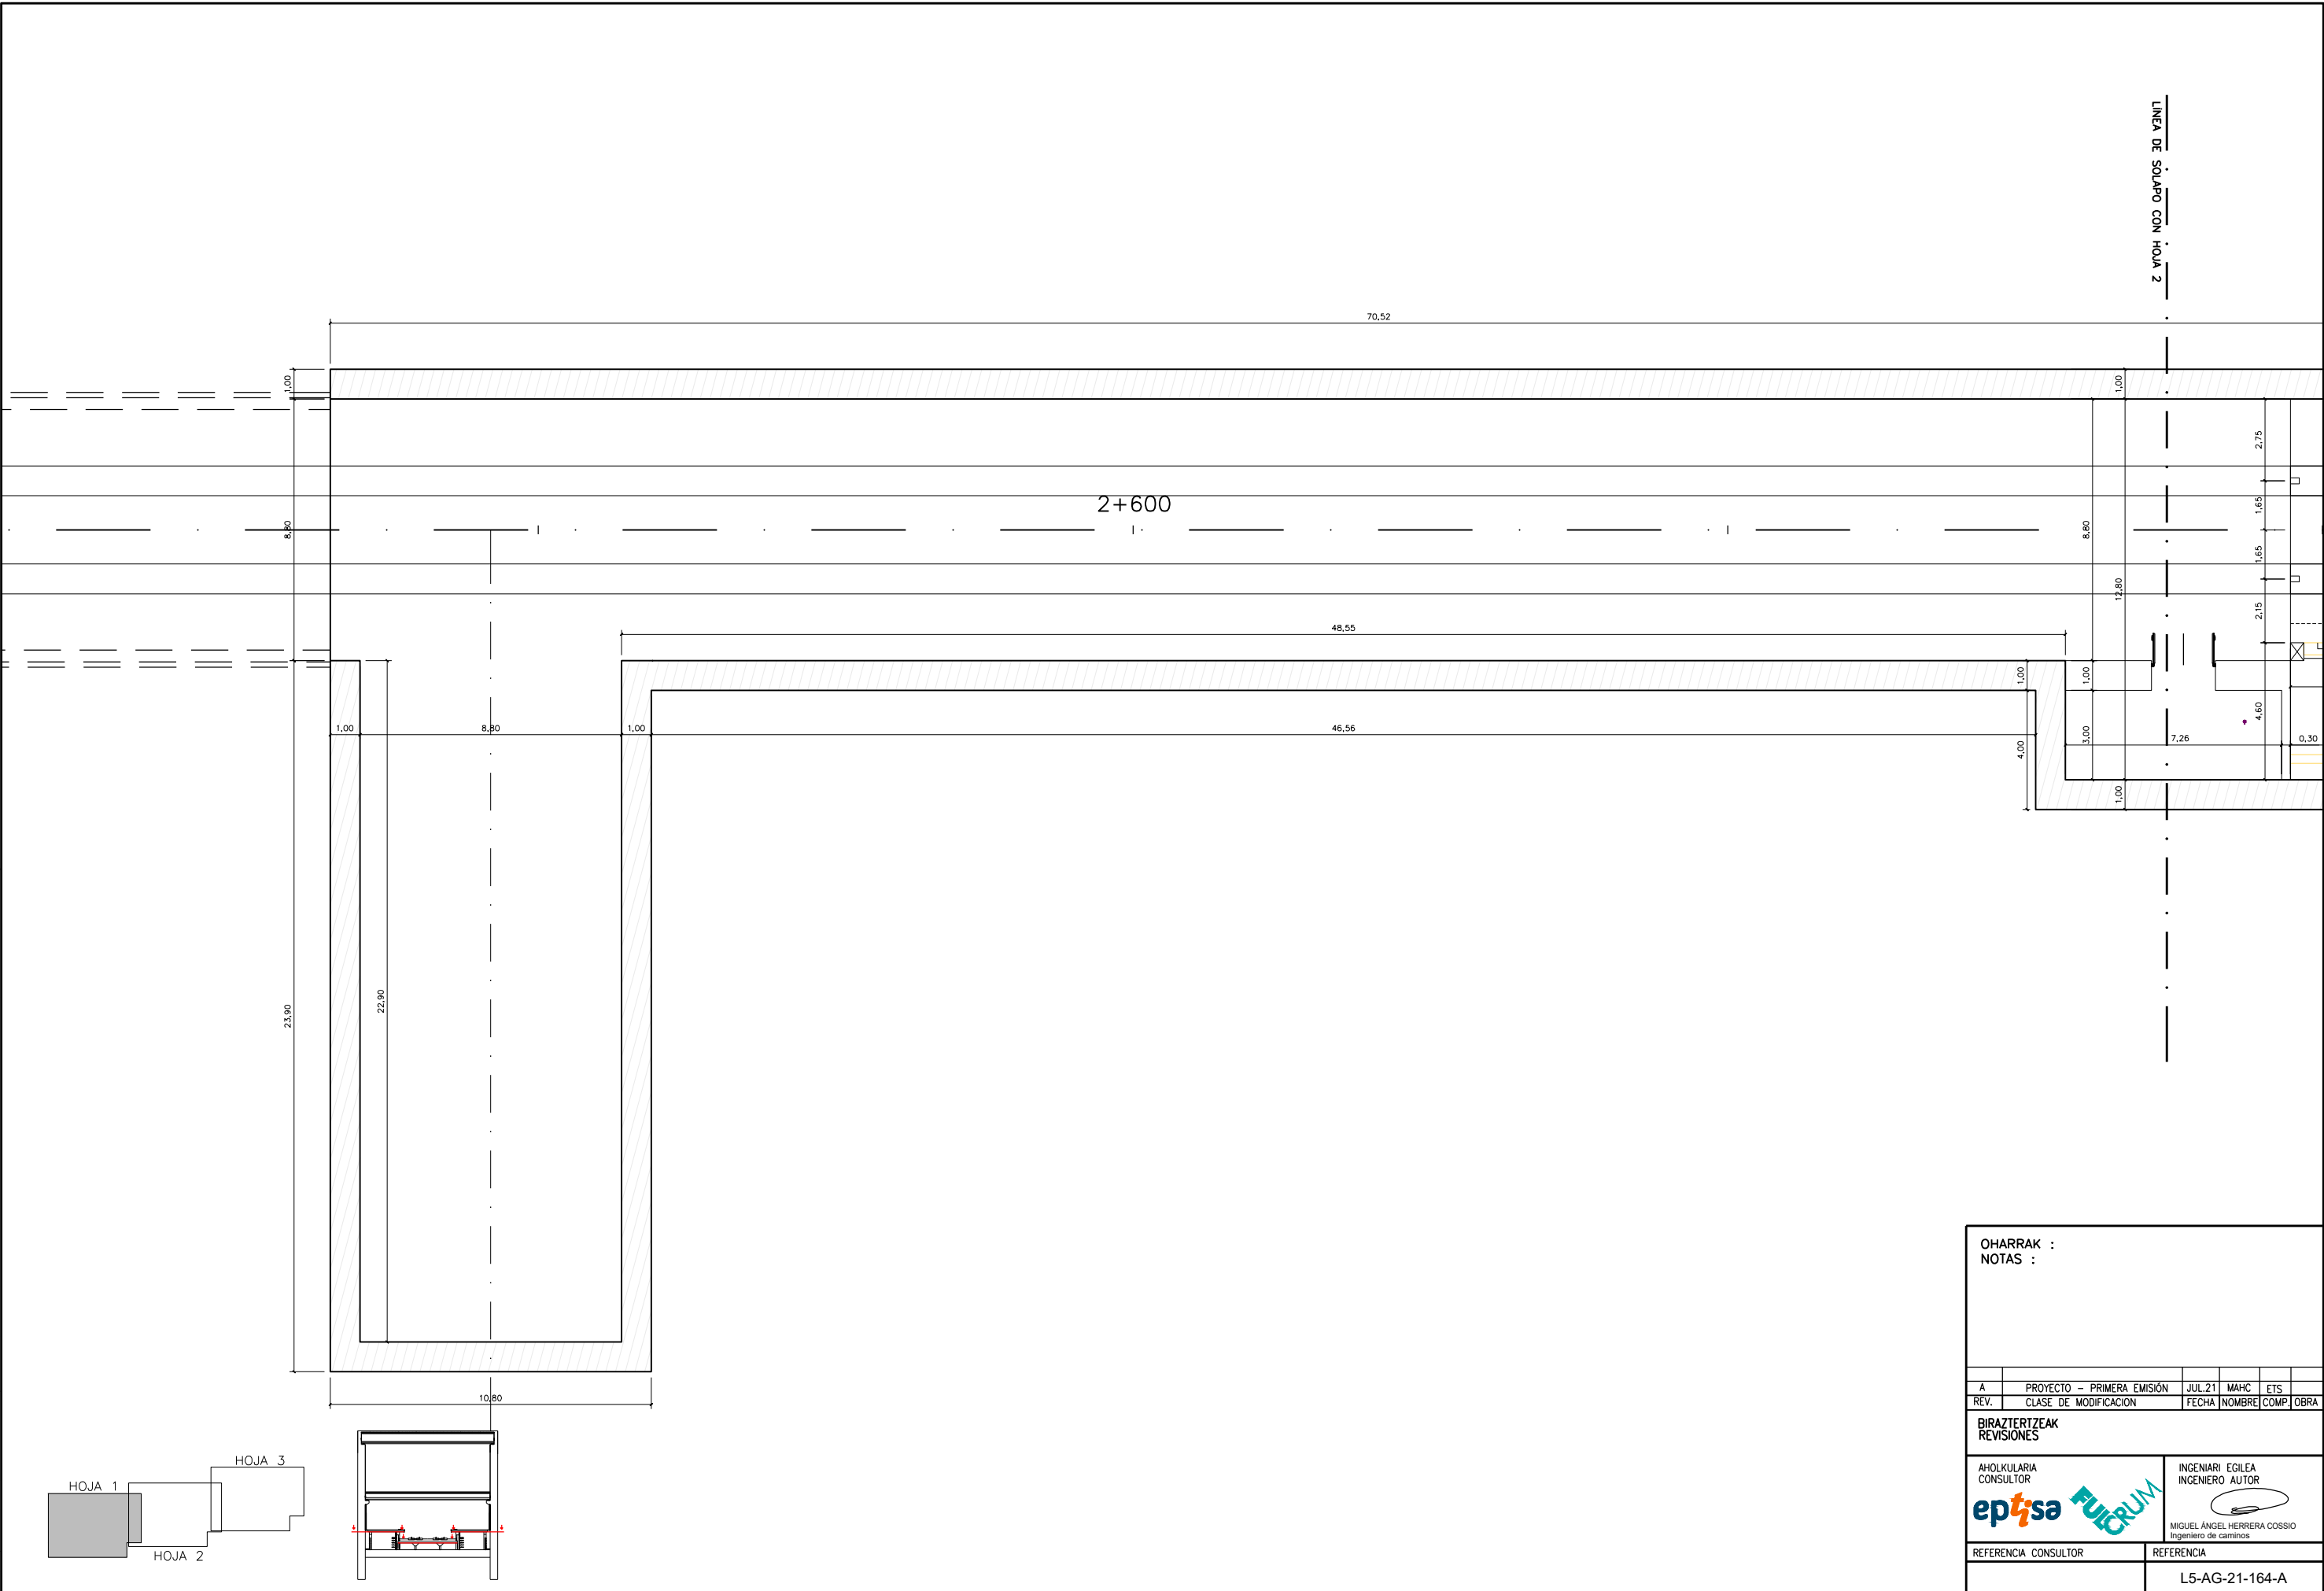 LÍNEA DE SOLAPO CON HOJA 2
70,52
1,00
1,00
2,75
2+600
1,65
8,80
8,80
1,65
12,80
2,15
48,55
1,00
1,00
4,60
1,00
8,80
1,00
46,56
3,00
4,00
7,26
0,30
1,00
22,90
23,90
10,80
HOJA 3
HOJA 1
HOJA 2
OHARRAK :
NOTAS :
A PROYECTO – PRIMERA EMISIÓN JUL.21 MAHC ETS
REV. CLASE DE MODIFICACION FECHA NOMBRE COMP. OBRA
BIRAZTERTZEAK
REVISIONES
AHOLKULARIA
CONSULTOR
eptisa
FULCRUM
INGENIARI EGILEA
INGENIERO AUTOR
MIGUEL ÁNGEL HERRERA COSSIO
Ingeniero de caminos
REFERENCIA CONSULTOR
REFERENCIA
L5-AG-21-164-A